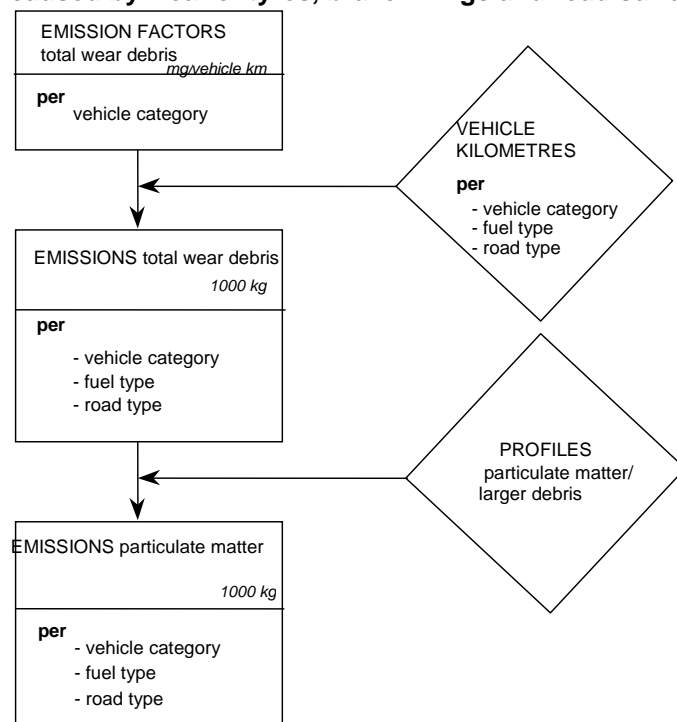 EMISSION FACTORS
total wear debris
mg/vehicle km
per
vehicle category
VEHICLE
KILOMETRES
per
- vehicle category
- fuel type
- road type
EMISSIONS total wear debris
1000 kg
per
- vehicle category
- fuel type
- road type
PROFILES
particulate matter/
larger debris
EMISSIONS particulate matter
1000 kg
per
- vehicle category
- fuel type
- road type